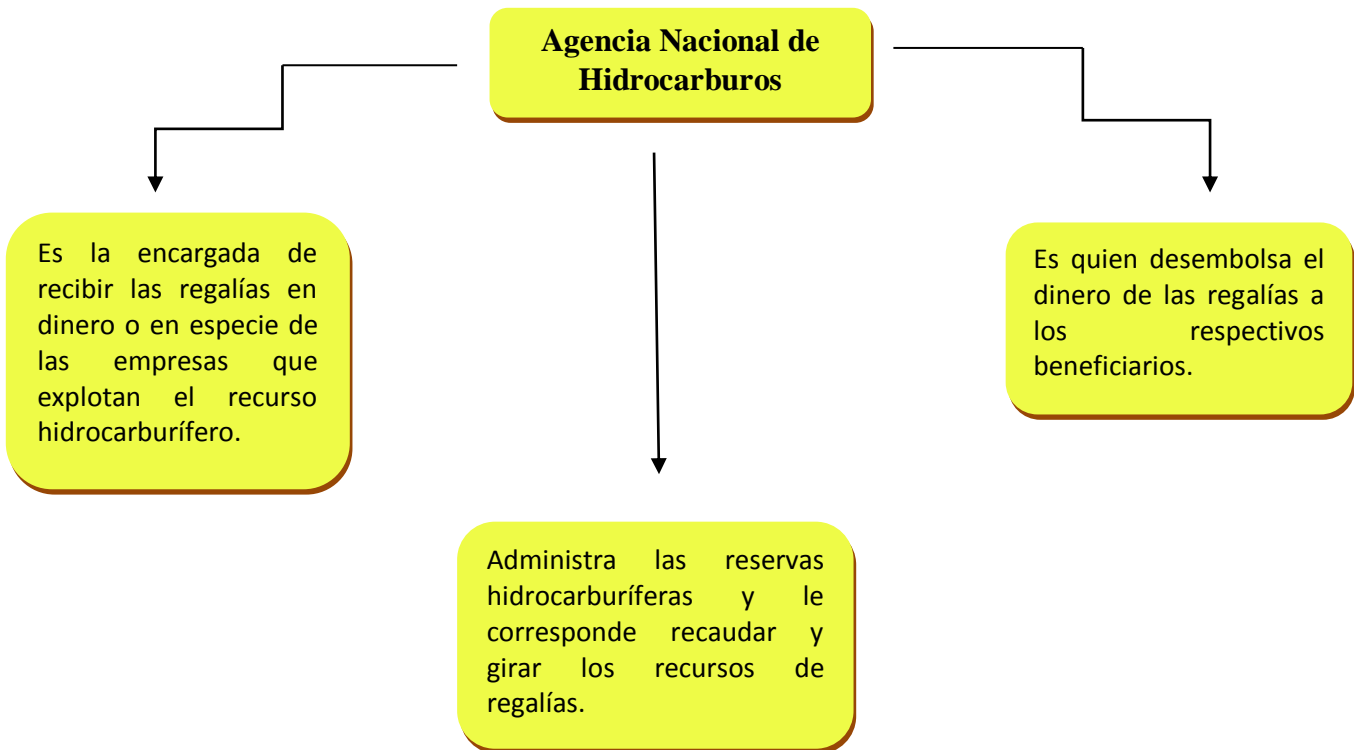 Agencia Nacional de
Hidrocarburos
Es la encargada de
recibir las regalías en
dinero o en especie de
las empresas que
explotan el recurso
hidrocarburífero.
Administra las reservas
hidrocarburíferas y le
corresponde recaudar y
girar los recursos de
regalías.
Es quien desembolsa el
dinero de las regalías a
los respectivos
beneficiarios.